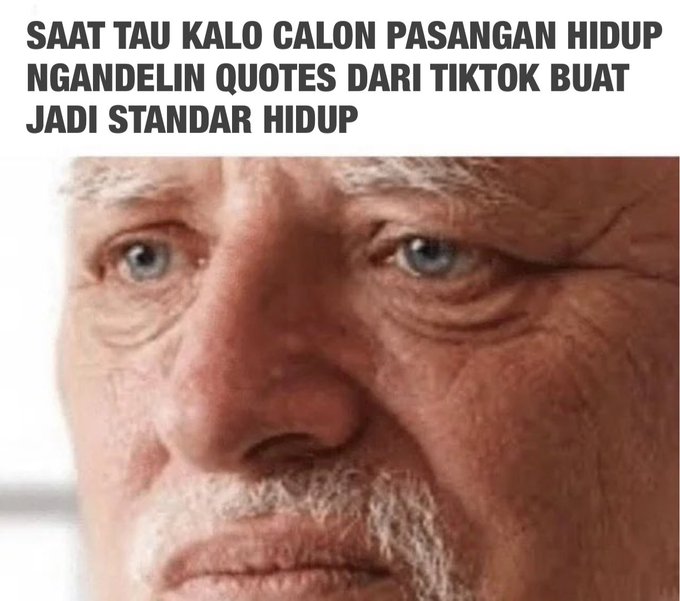 SAAT TAU KALO CALON PASANGAN HIDUP
NGANDELIN QUOTES DARI TIKTOK BUAT
JADI STANDAR HIDUP